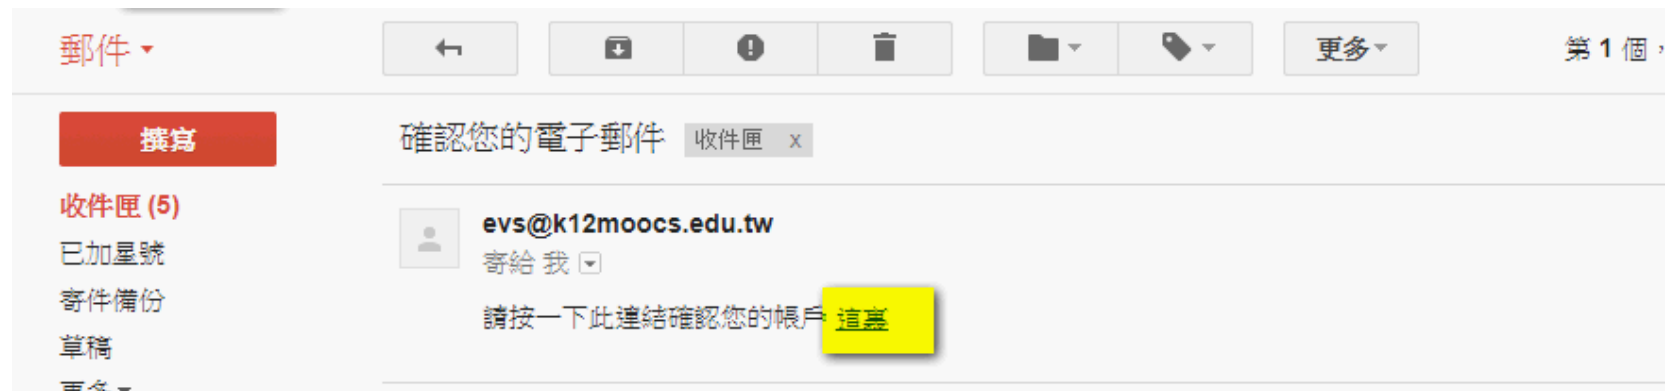 郵件
更多
第 1 個，
撰寫
確認您的電子郵件 收件匣 x
收件匣 (5)
已加星號
寄件備份
草稿
更多
evs@k12moocs.edu.tw
寄給 我
請按一下此連結確認您的帳戶 這裏